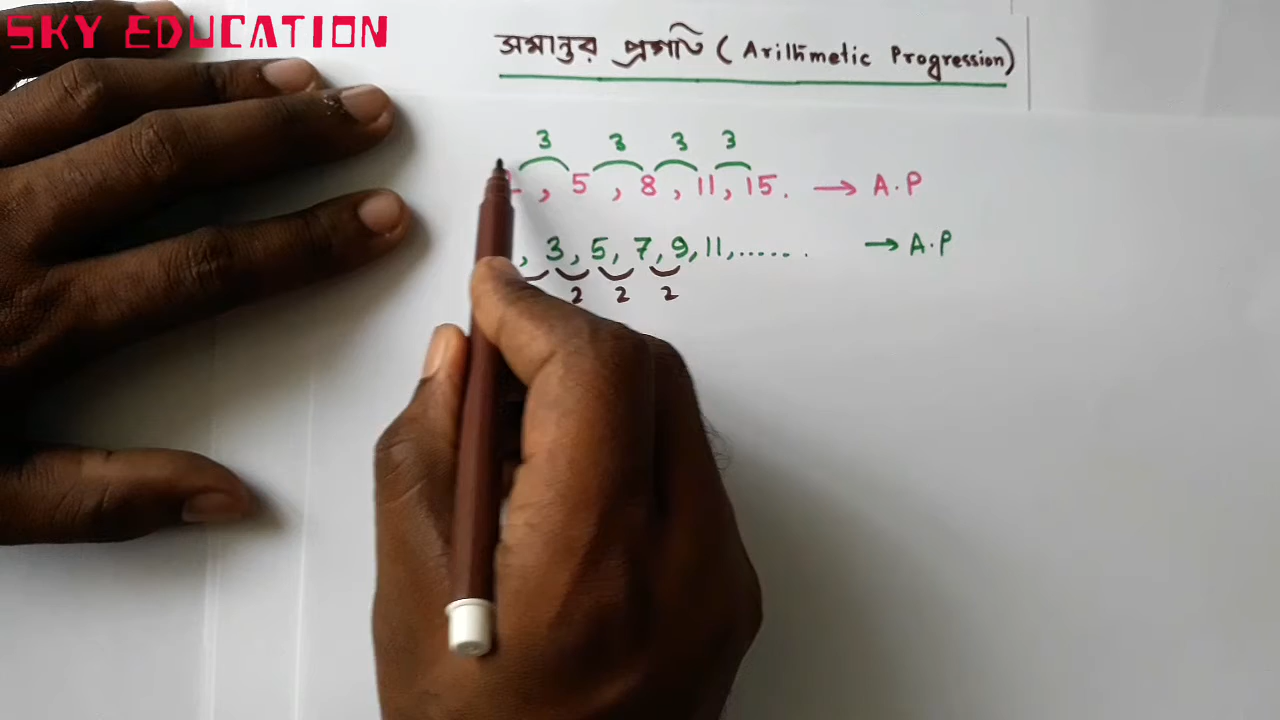 SKY EDUCATION
সমান্তর প্রগতি ( Arithmetic Progression)
3 3 3 3
2 , 5 , 8 , 11 , 15. → A.P
, 3 , 5 , 7 , 9 , 11 , ...... → A.P
2 2 2